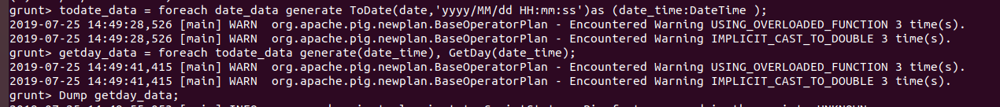 grunt> todate_data = foreach date_data generate ToDate(date,'yyyy/MM/dd HH:mm:ss')as (date_time:DateTime );
2019-07-25 14:49:28,526 [main] WARN  org.apache.pig.newplan.BaseOperatorPlan - Encountered Warning USING_OVERLOADED_FUNCTION 3 time(s).
2019-07-25 14:49:28,526 [main] WARN  org.apache.pig.newplan.BaseOperatorPlan - Encountered Warning IMPLICIT_CAST_TO_DOUBLE 3 time(s).
grunt> getday_data = foreach todate_data generate(date_time), GetDay(date_time);
2019-07-25 14:49:41,415 [main] WARN  org.apache.pig.newplan.BaseOperatorPlan - Encountered Warning USING_OVERLOADED_FUNCTION 3 time(s).
2019-07-25 14:49:41,415 [main] WARN  org.apache.pig.newplan.BaseOperatorPlan - Encountered Warning IMPLICIT_CAST_TO_DOUBLE 3 time(s).
grunt> Dump getday_data;